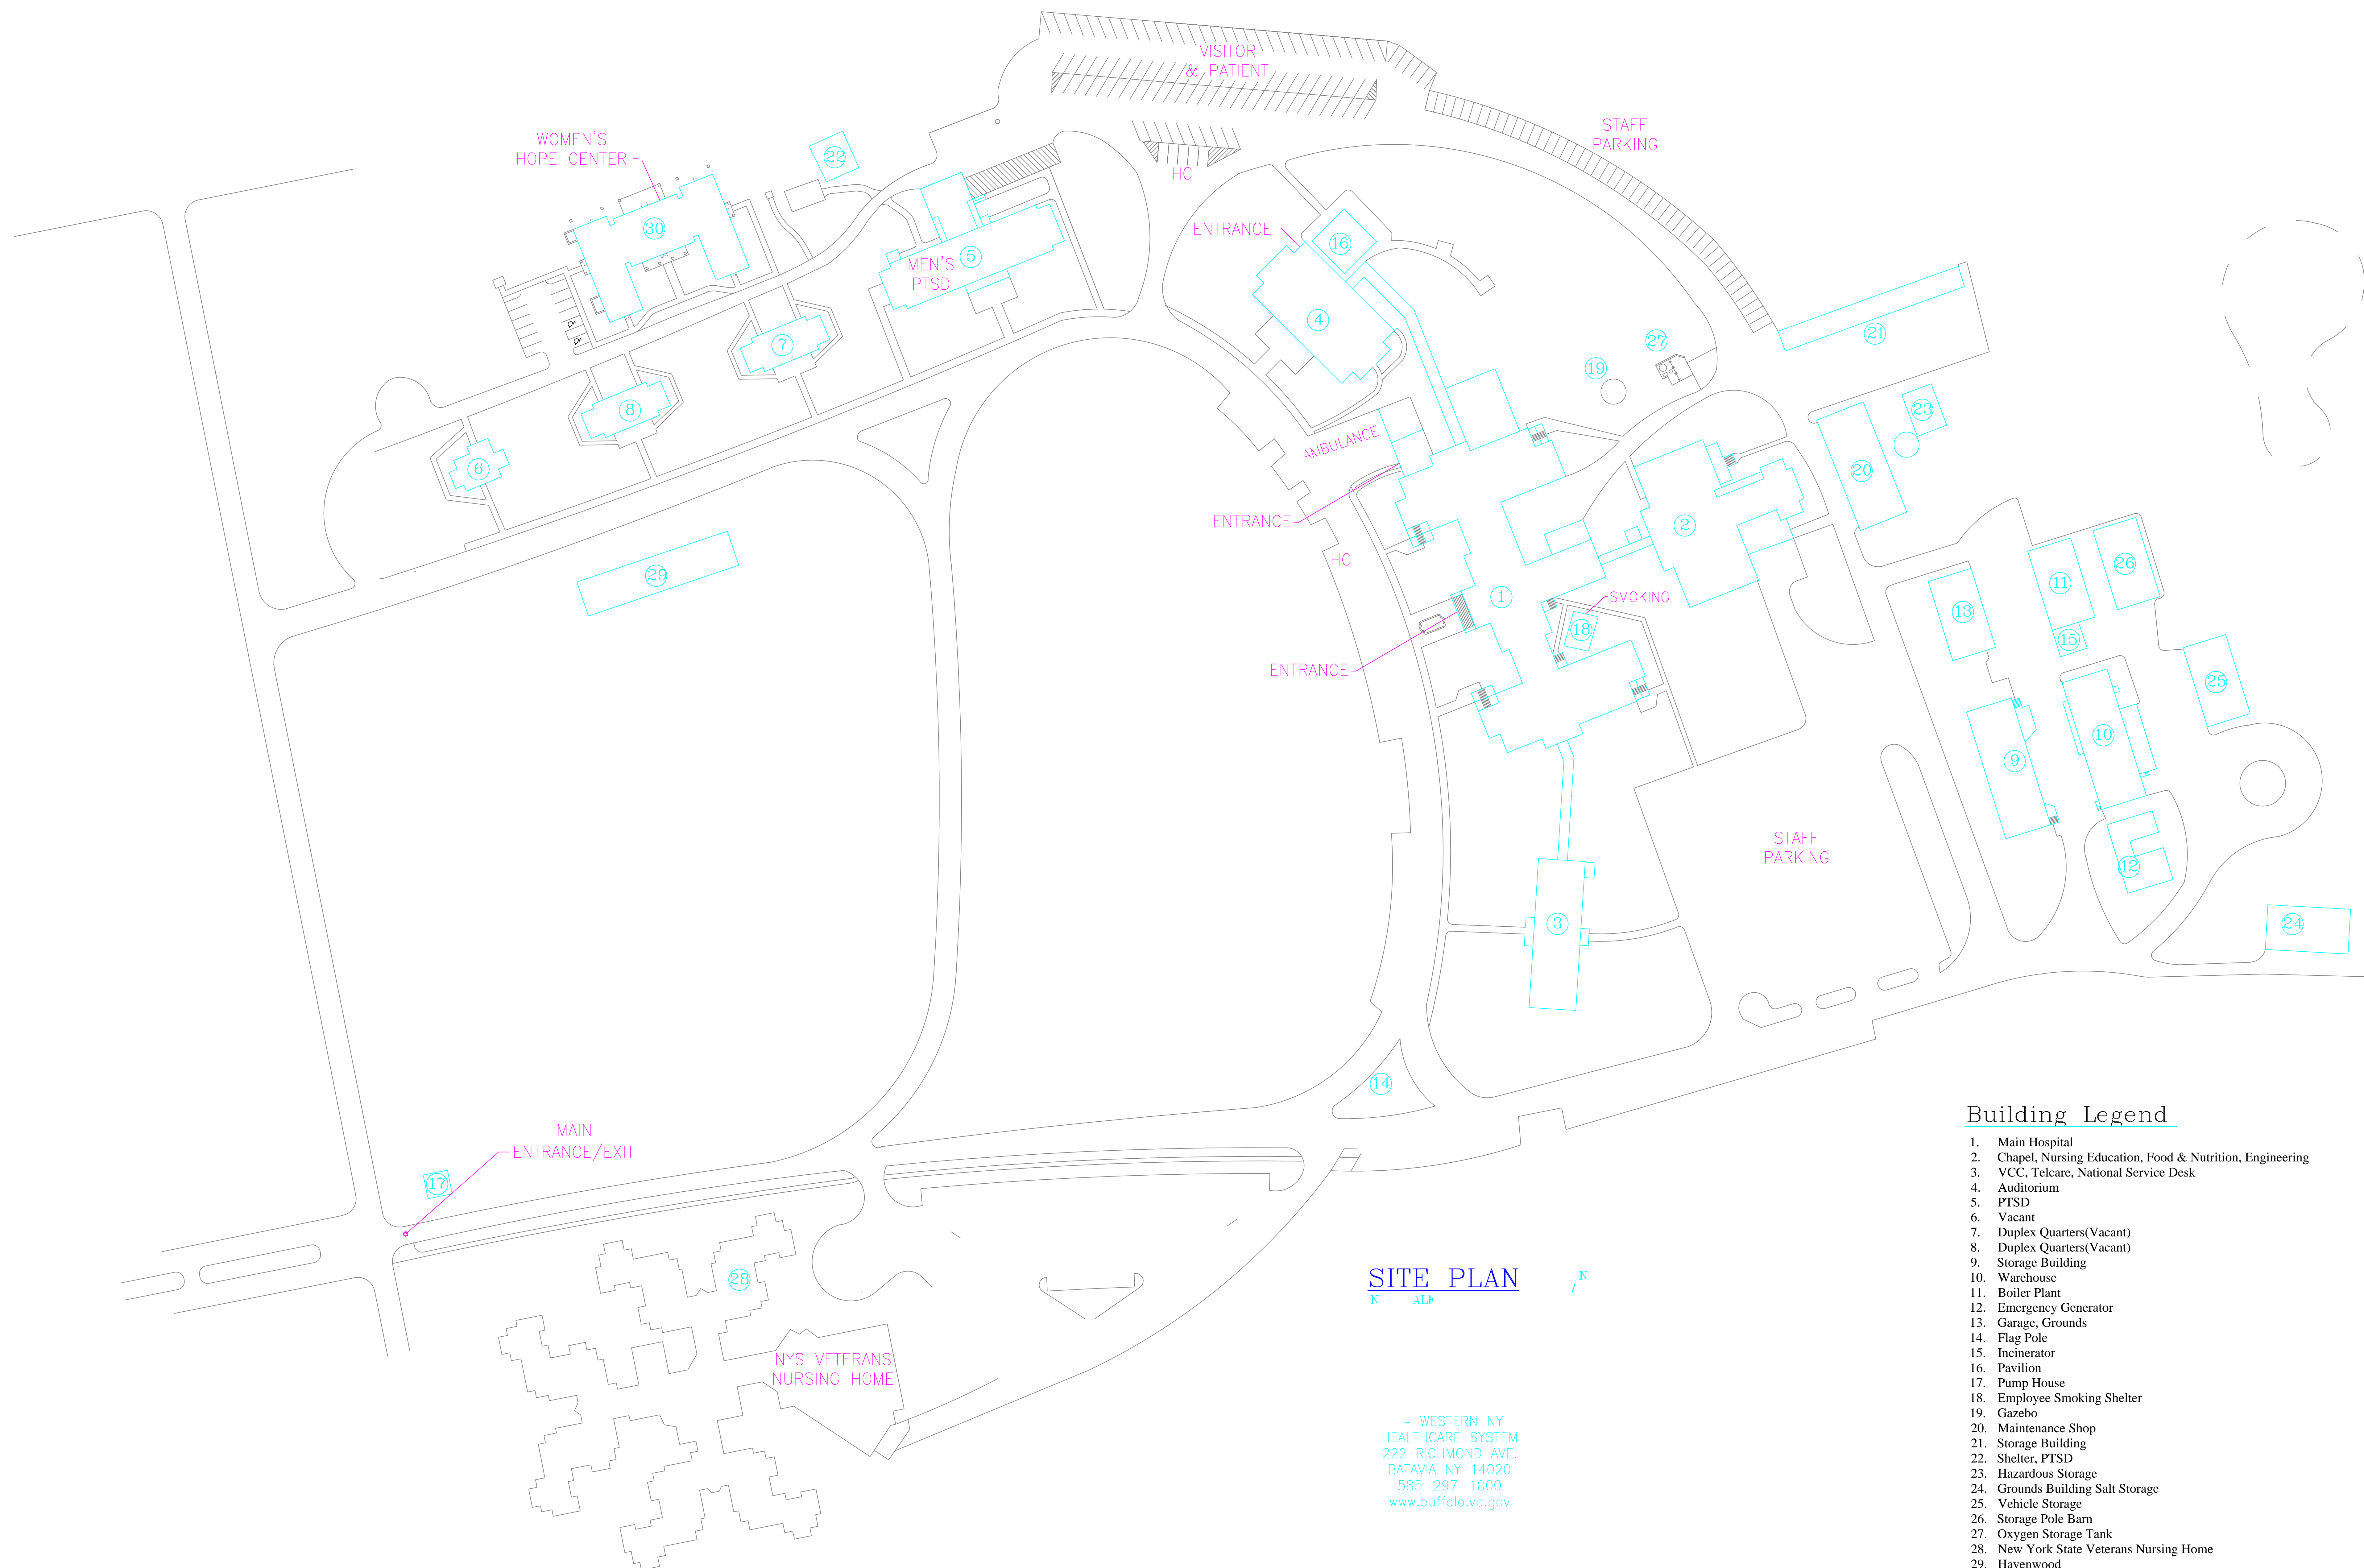 VISITOR
& PATIENT
STAFF
PARKING
WOMEN'S
HOPE CENTER
22
HC
30
ENTRANCE
16
5
MEN'S
PTSD
4
21
27
7
19
8
23
AMBULANCE
6
20
ENTRANCE
2
HC
26
29
11
1
SMOKING
13
18
15
ENTRANCE
25
10
9
STAFF
PARKING
12
3
24
14
MAIN
ENTRANCE/EXIT
17
28
SITE PLAN
N
NYS VETERANS
NURSING HOME
- WESTERN NY
HEALTHCARE SYSTEM
222 RICHMOND AVE.
BATAVIA NY 14020
585-297-1000
www.buffalo.va.gov
Building Legend
1. Main Hospital
2. Chapel, Nursing Education, Food & Nutrition, Engineering
3. VCC, Telcare, National Service Desk
4. Auditorium
5. PTSD
6. Vacant
7. Duplex Quarters(Vacant)
8. Duplex Quarters(Vacant)
9. Storage Building
10. Warehouse
11. Boiler Plant
12. Emergency Generator
13. Garage, Grounds
14. Flag Pole
15. Incinerator
16. Pavilion
17. Pump House
18. Employee Smoking Shelter
19. Gazebo
20. Maintenance Shop
21. Storage Building
22. Shelter, PTSD
23. Hazardous Storage
24. Grounds Building Salt Storage
25. Vehicle Storage
26. Storage Pole Barn
27. Oxygen Storage Tank
28. New York State Veterans Nursing Home
29. Havenwood